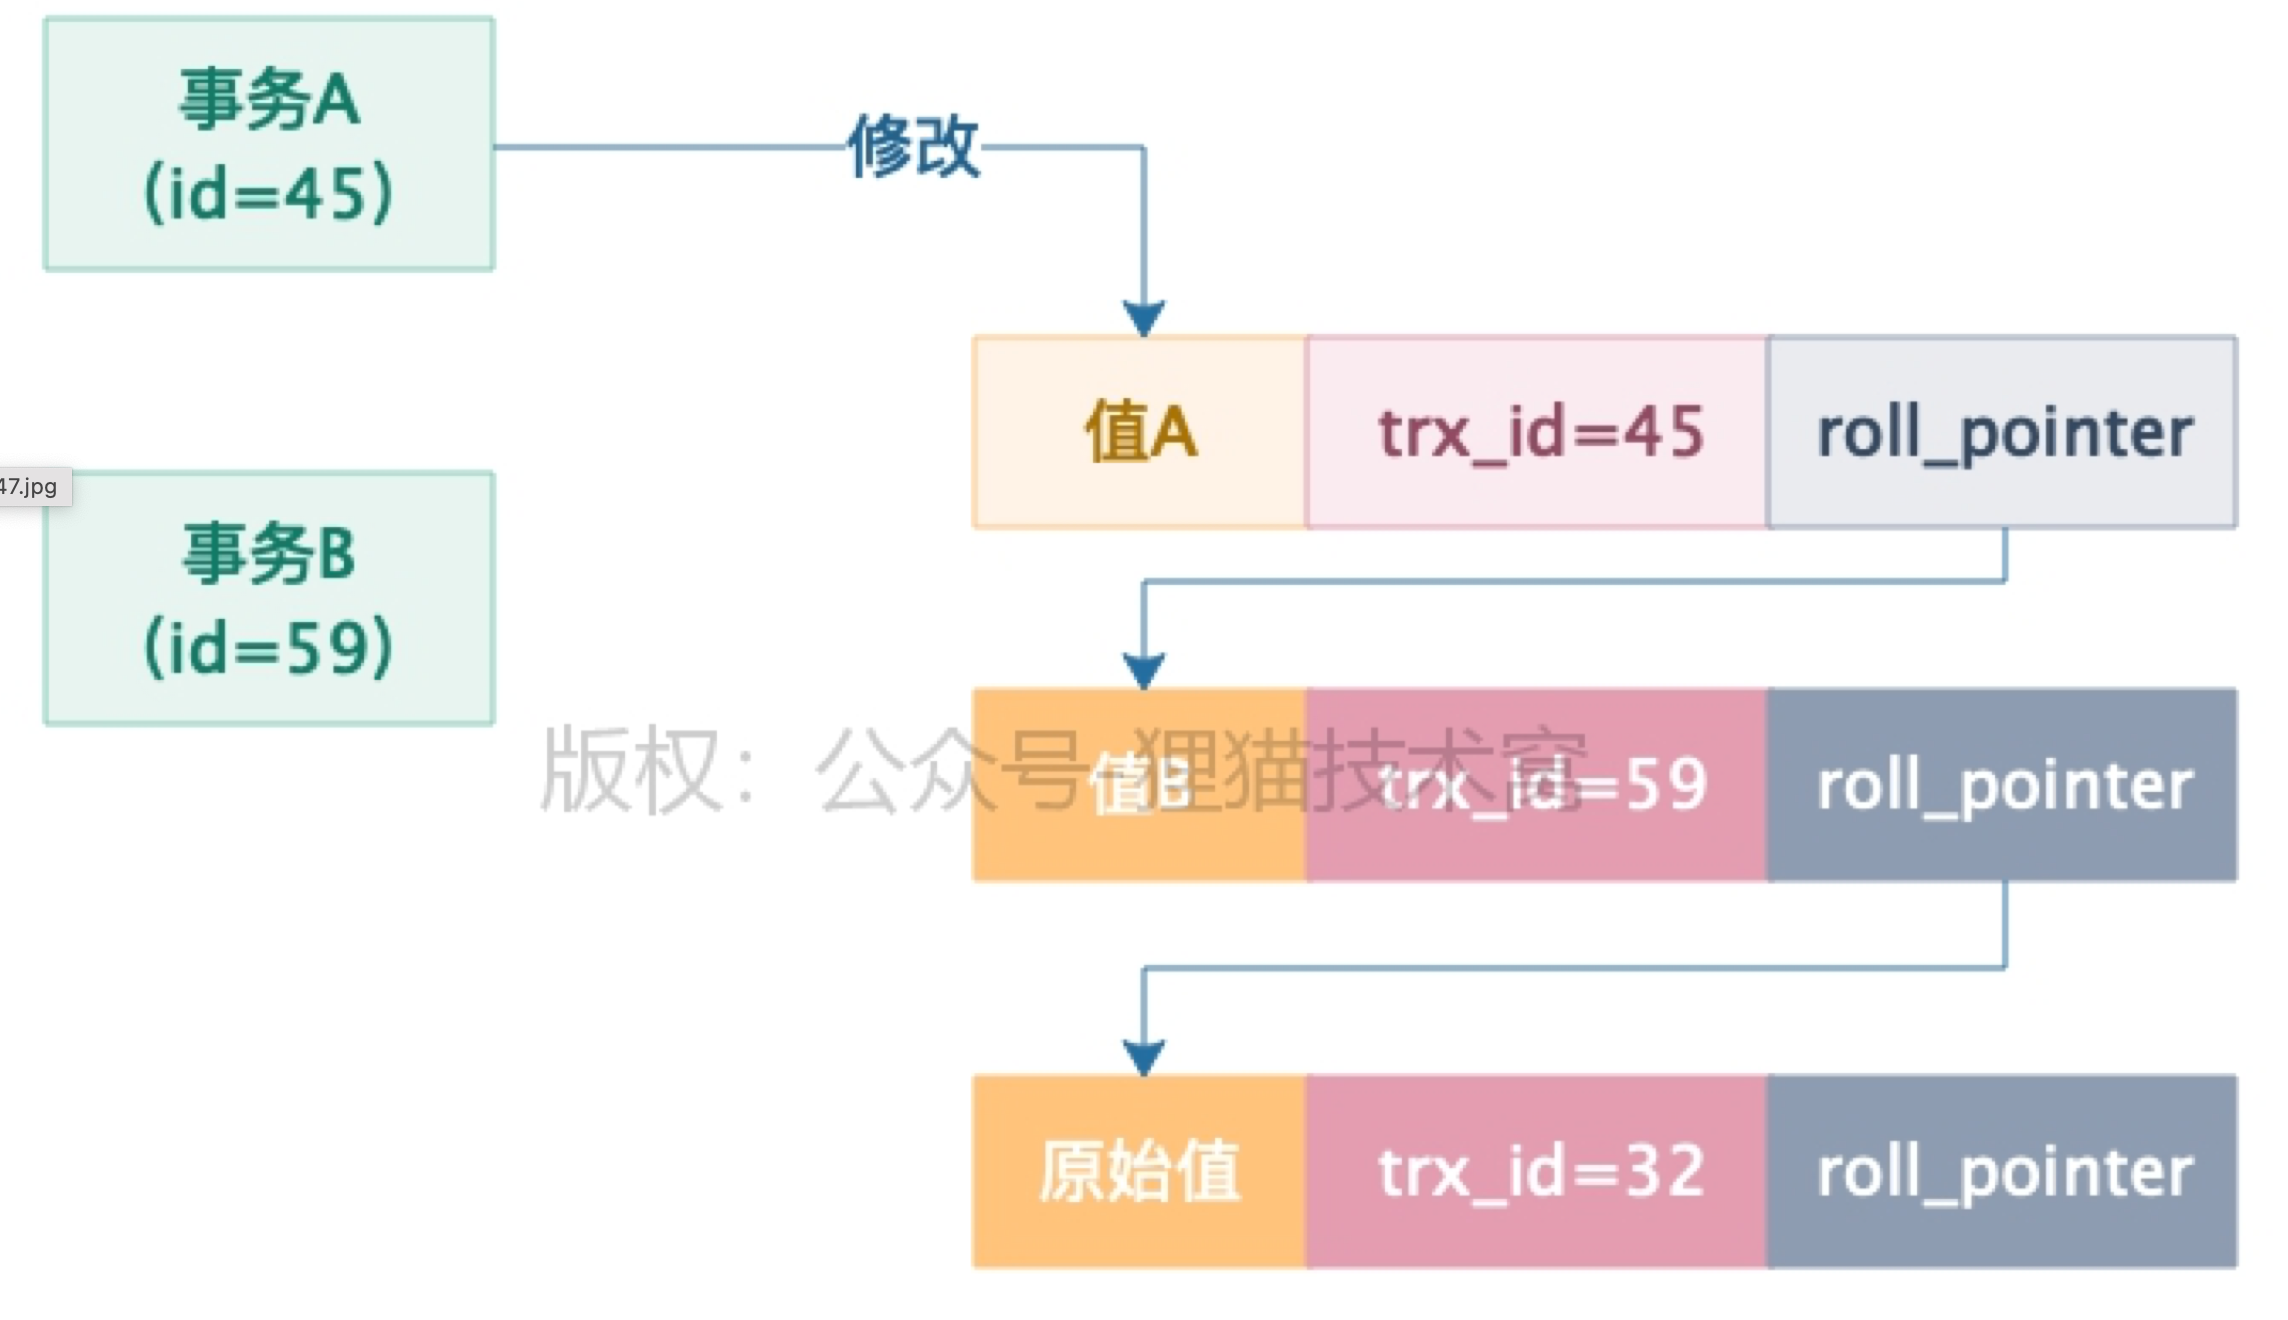 事务A
(id=45)
修改
值A
trx_id=45
roll_pointer
47.jpg
事务B
(id=59)
版权：公众号-狸猫技术窝
值B
trx_id=59
roll_pointer
原始值
trx_id=32
roll_pointer